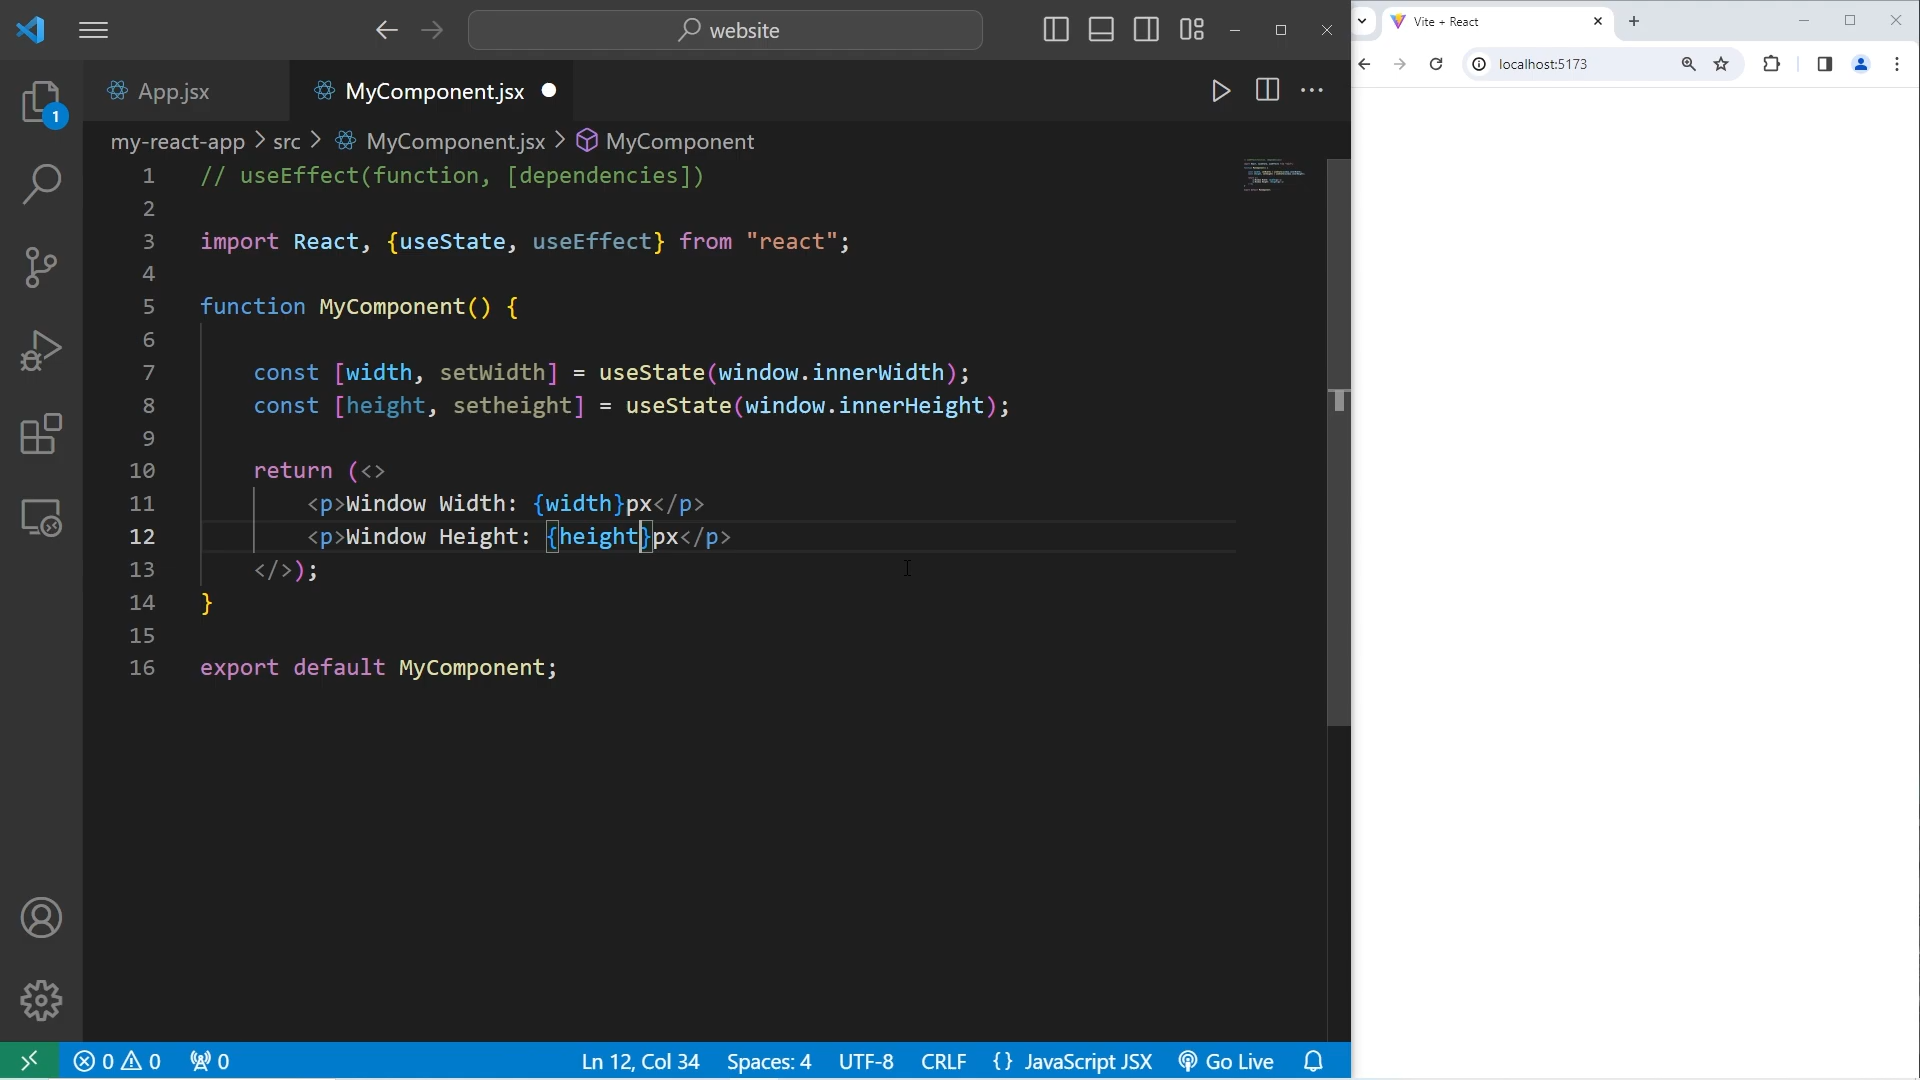 website
Vite + React
localhost:5173
App.jsx
MyComponent.jsx
1
my-react-app > src > MyComponent.jsx > MyComponent
1 // useEffect(function, [dependencies])
2
3 import React, {useState, useEffect} from "react";
4
5 function MyComponent() {
6
7 const [width, setWidth] = useState(window.innerWidth);
8 const [height, setheight] = useState(window.innerHeight);
9
10 return (<>
11 <p>Window Width: {width}px</p>
12 <p>Window Height: {height}px</p>
13 </>);
14 }
15
16 export default MyComponent;
0 0 0 Ln 12, Col 34 Spaces: 4 UTF-8 CRLF {} JavaScript JSX Go Live